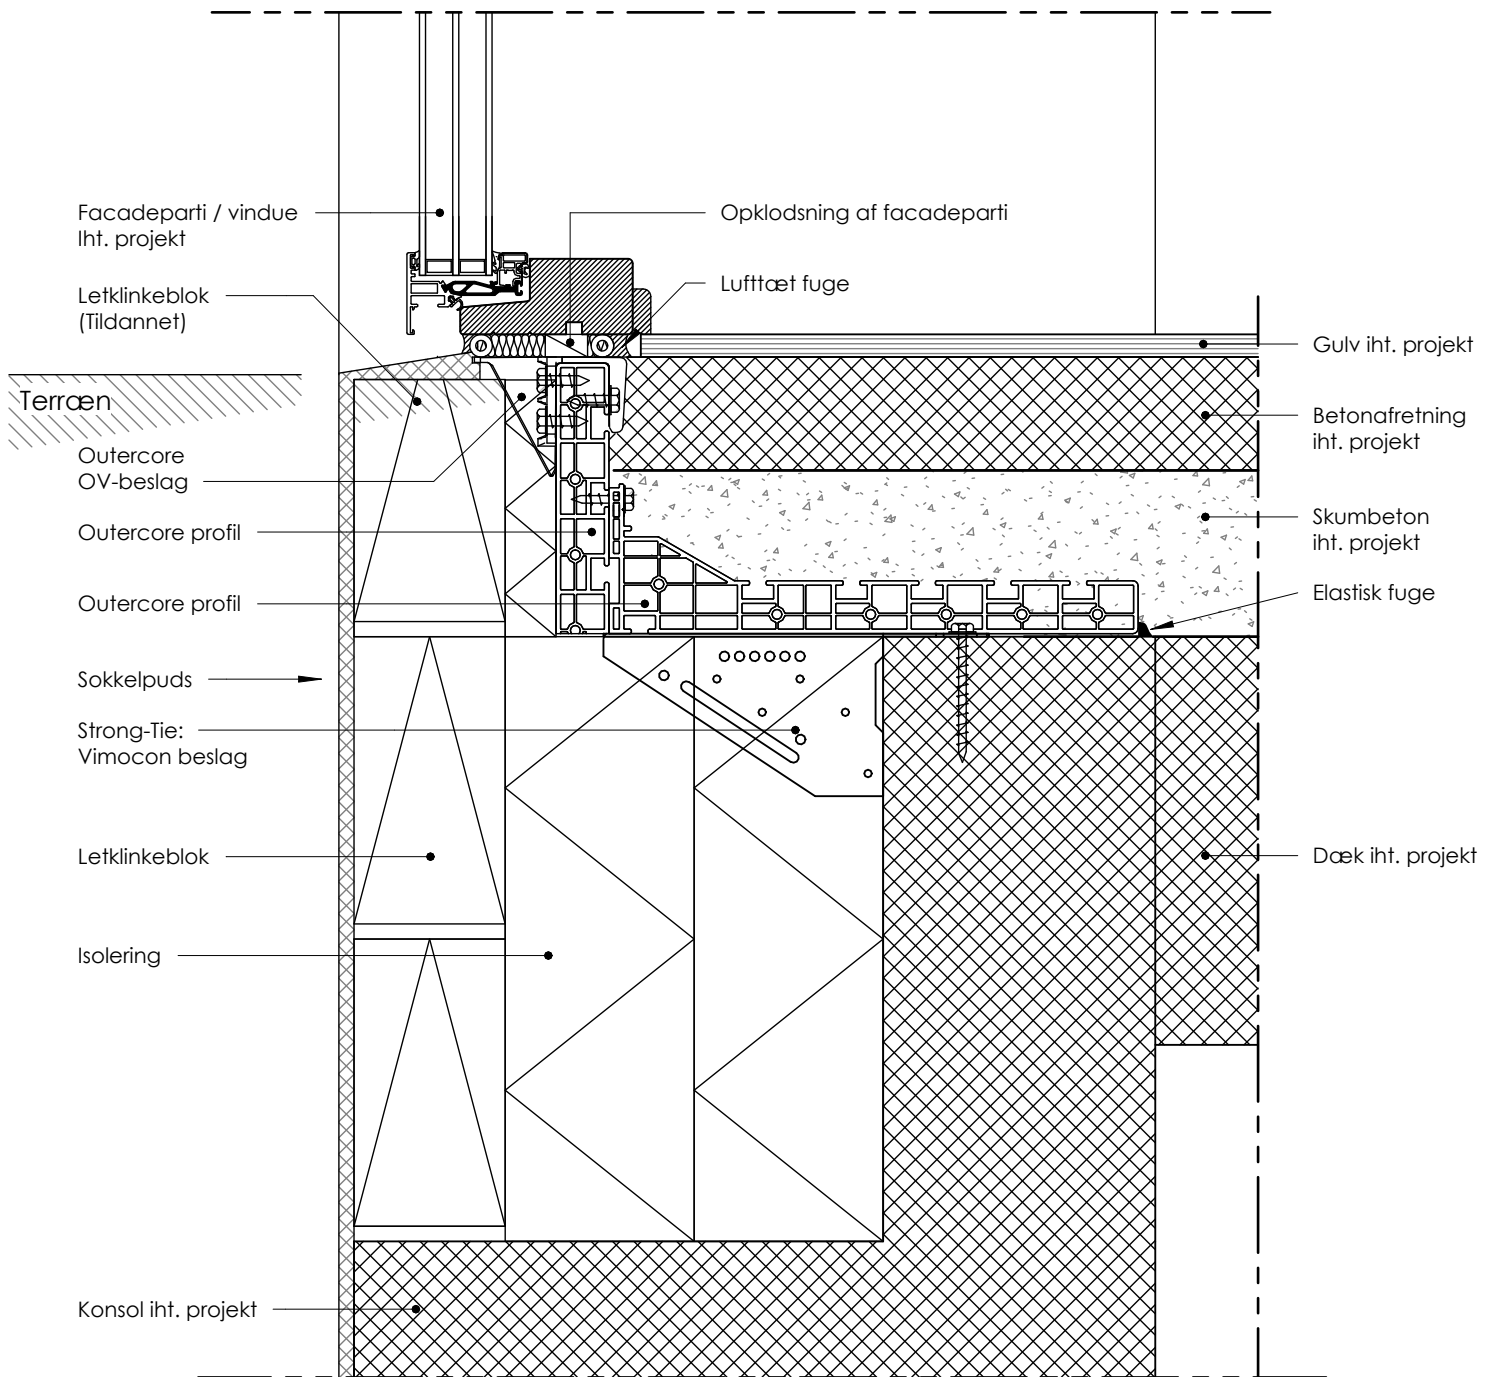 Facadeparti / vindue
Iht. projekt
Letklinkeblok
(Tildannet)
Terræn
Outercore
OV-beslag
Outercore profil
Outercore profil
Sokkelpuds
Strong-Tie:
Vimocon beslag
Letklinkeblok
Isolering
Konsol iht. projekt
Opklodsning af facadeparti
Lufttæt fuge
Gulv iht. projekt
Betonafretning
iht. projekt
Skumbeton
iht. projekt
Elastisk fuge
Dæk iht. projekt